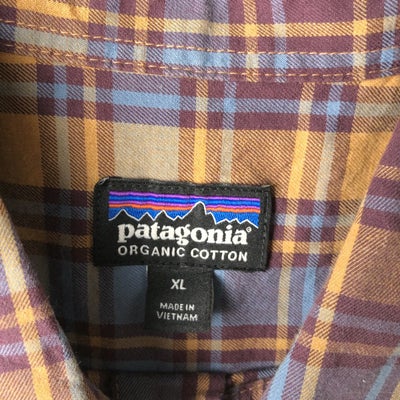 patagonia®
ORGANIC COTTON
XL
MADE IN
VIETNAM